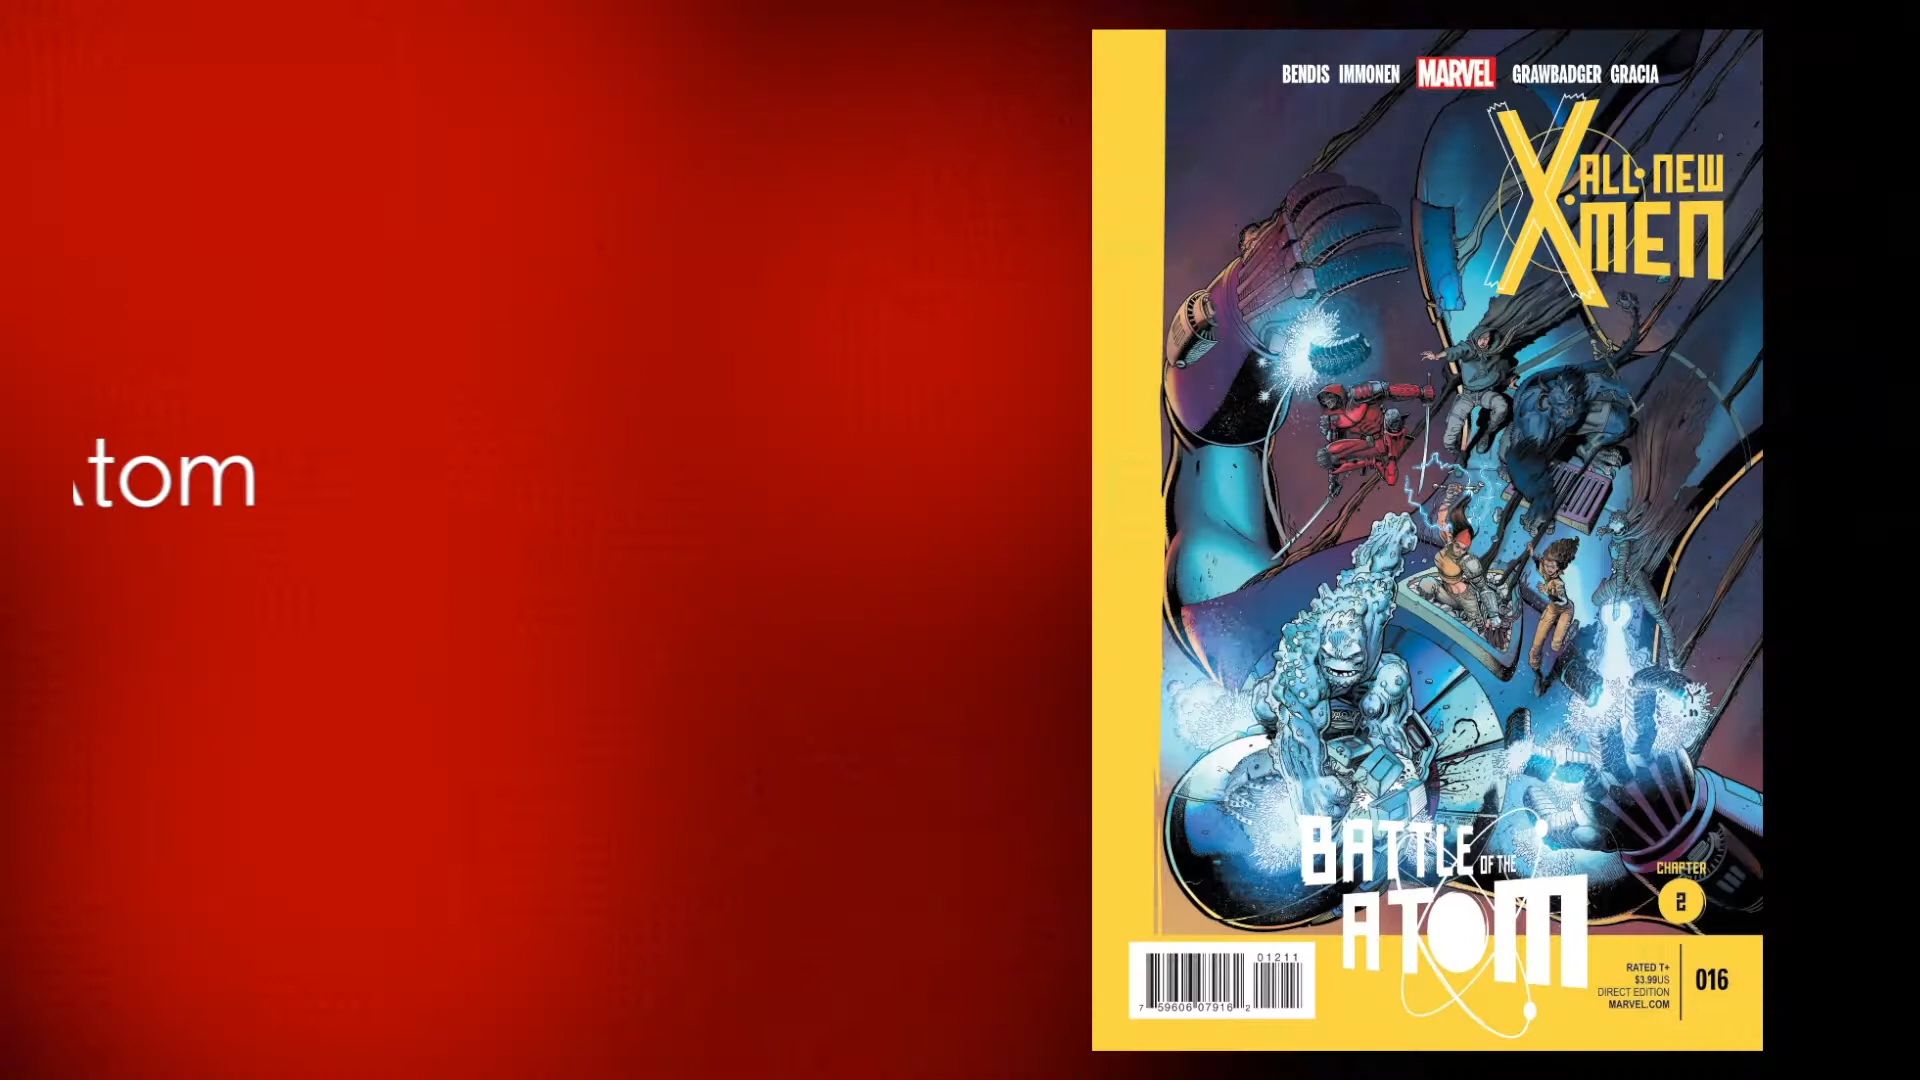 tom
BENDIS IMMONEN MARVEL GRAWBADGER GRACIA
ALL-NEW
X-MEN
BATTLE OF THE
ATOM
CHAPTER
2
01211
7 59606 07916 2
RATED T+
$3.99US
DIRECT EDITION
MARVEL.COM
016